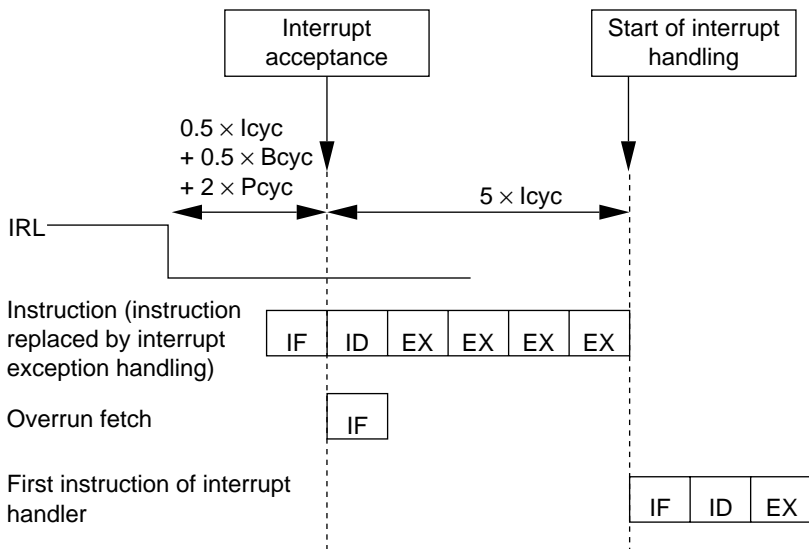 Interrupt
acceptance
Start of interrupt
handling
0.5 × Icyc
+ 0.5 × Bcyc
+ 2 × Pcyc
5 × Icyc
IRL
Instruction (instruction
replaced by interrupt
exception handling)
IF ID EX EX EX EX
Overrun fetch
IF
First instruction of interrupt
handler
IF ID EX